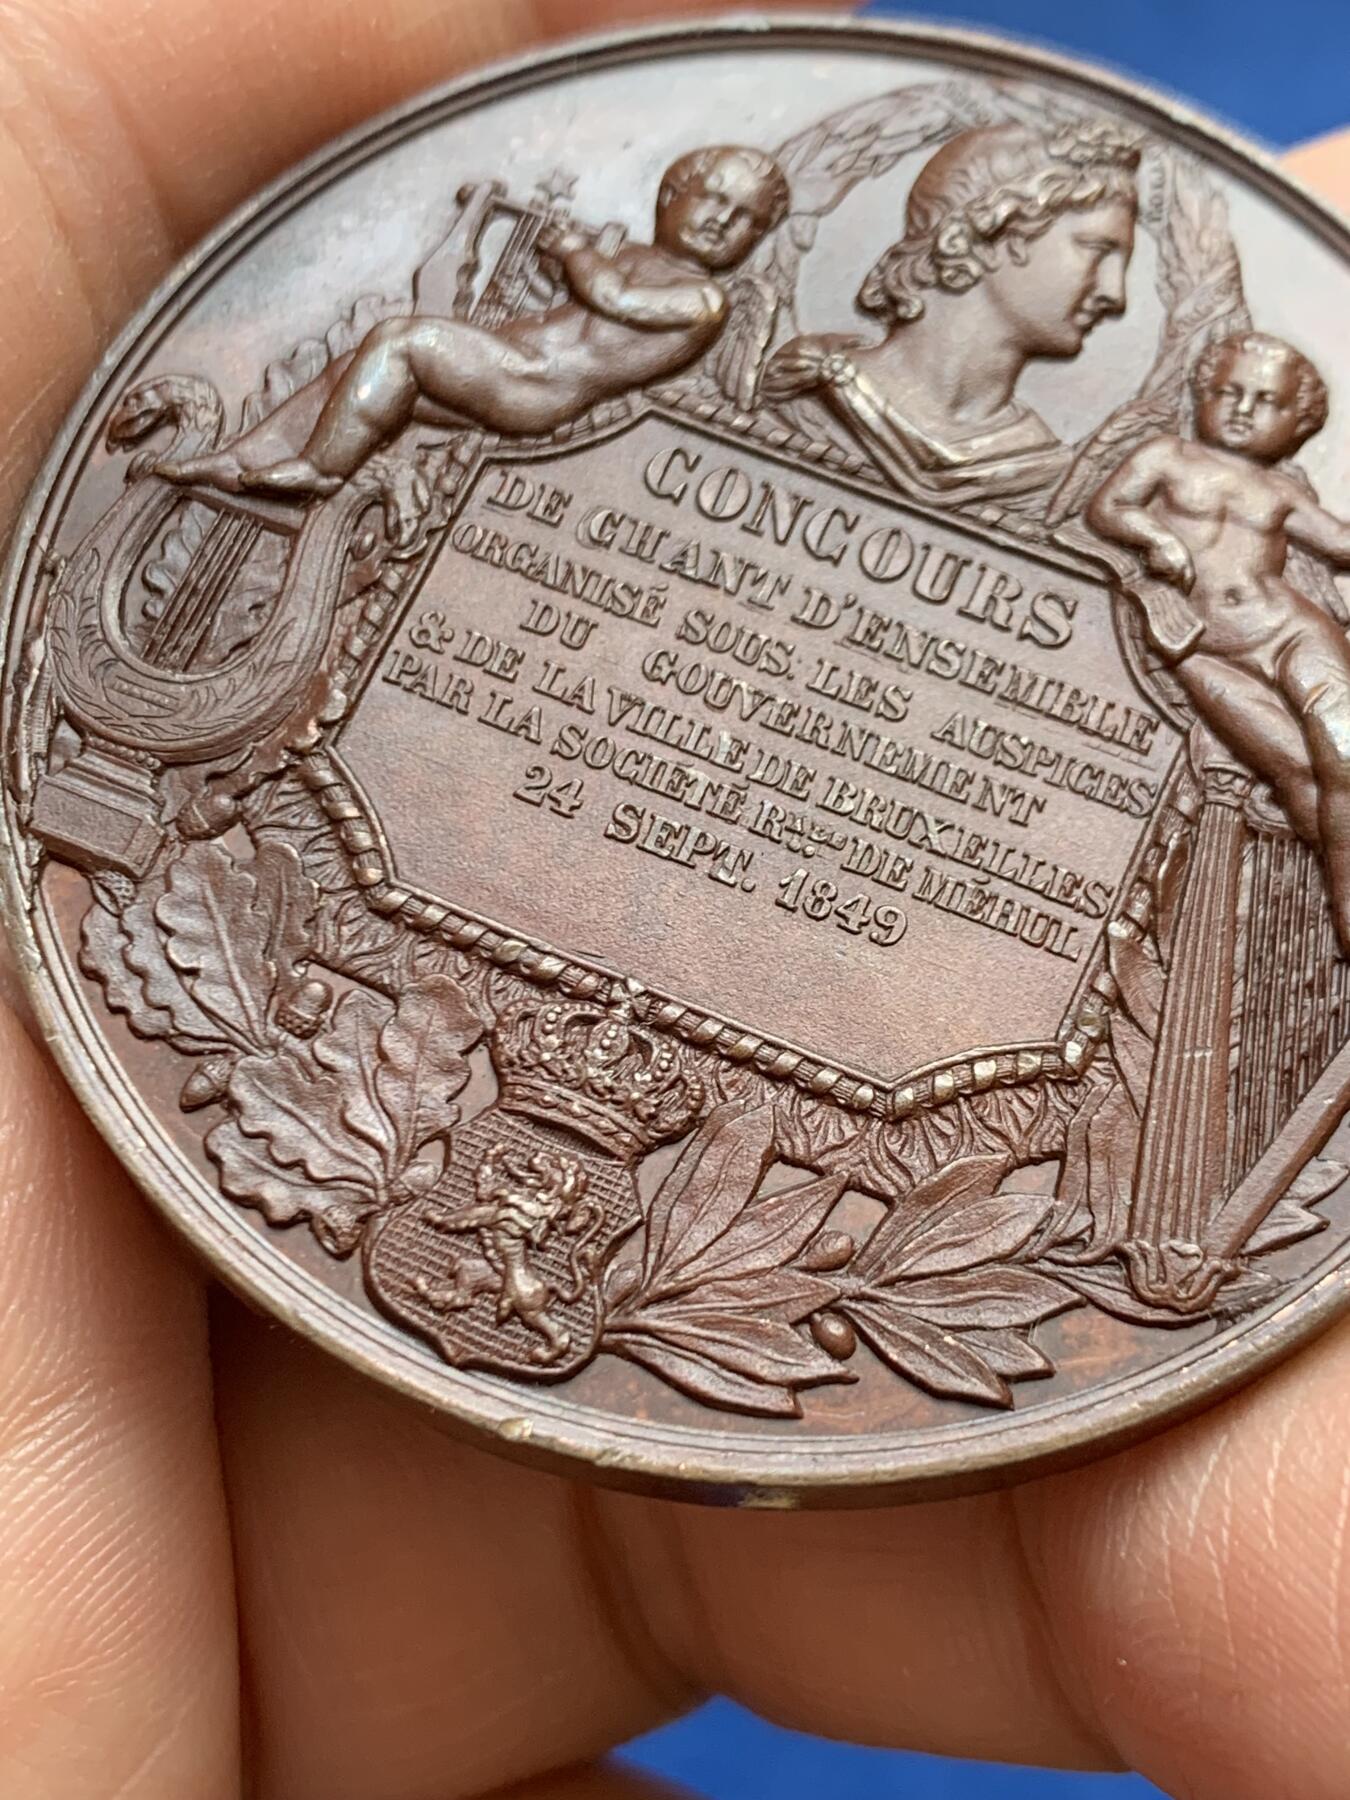 CONCOURS
DE CHANT D'ENSEMBLE
ORGANISÉ SOUS LES AUSPICES
DU GOUVERNEMENT
& DE LA VILLE DE BRUXELLES
PAR LA SOCIÉTÉ RALE DE MÉHUL
24 SEPT. 1849